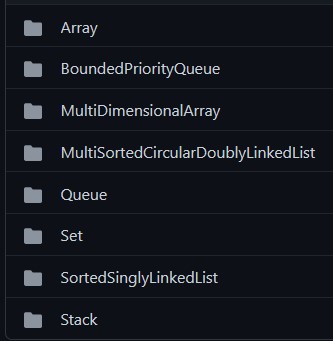 Array
BoundedPriorityQueue
MultiDimensionalArray
MultiSortedCircularDoublyLinkedList
Queue
Set
SortedSinglyLinkedList
Stack